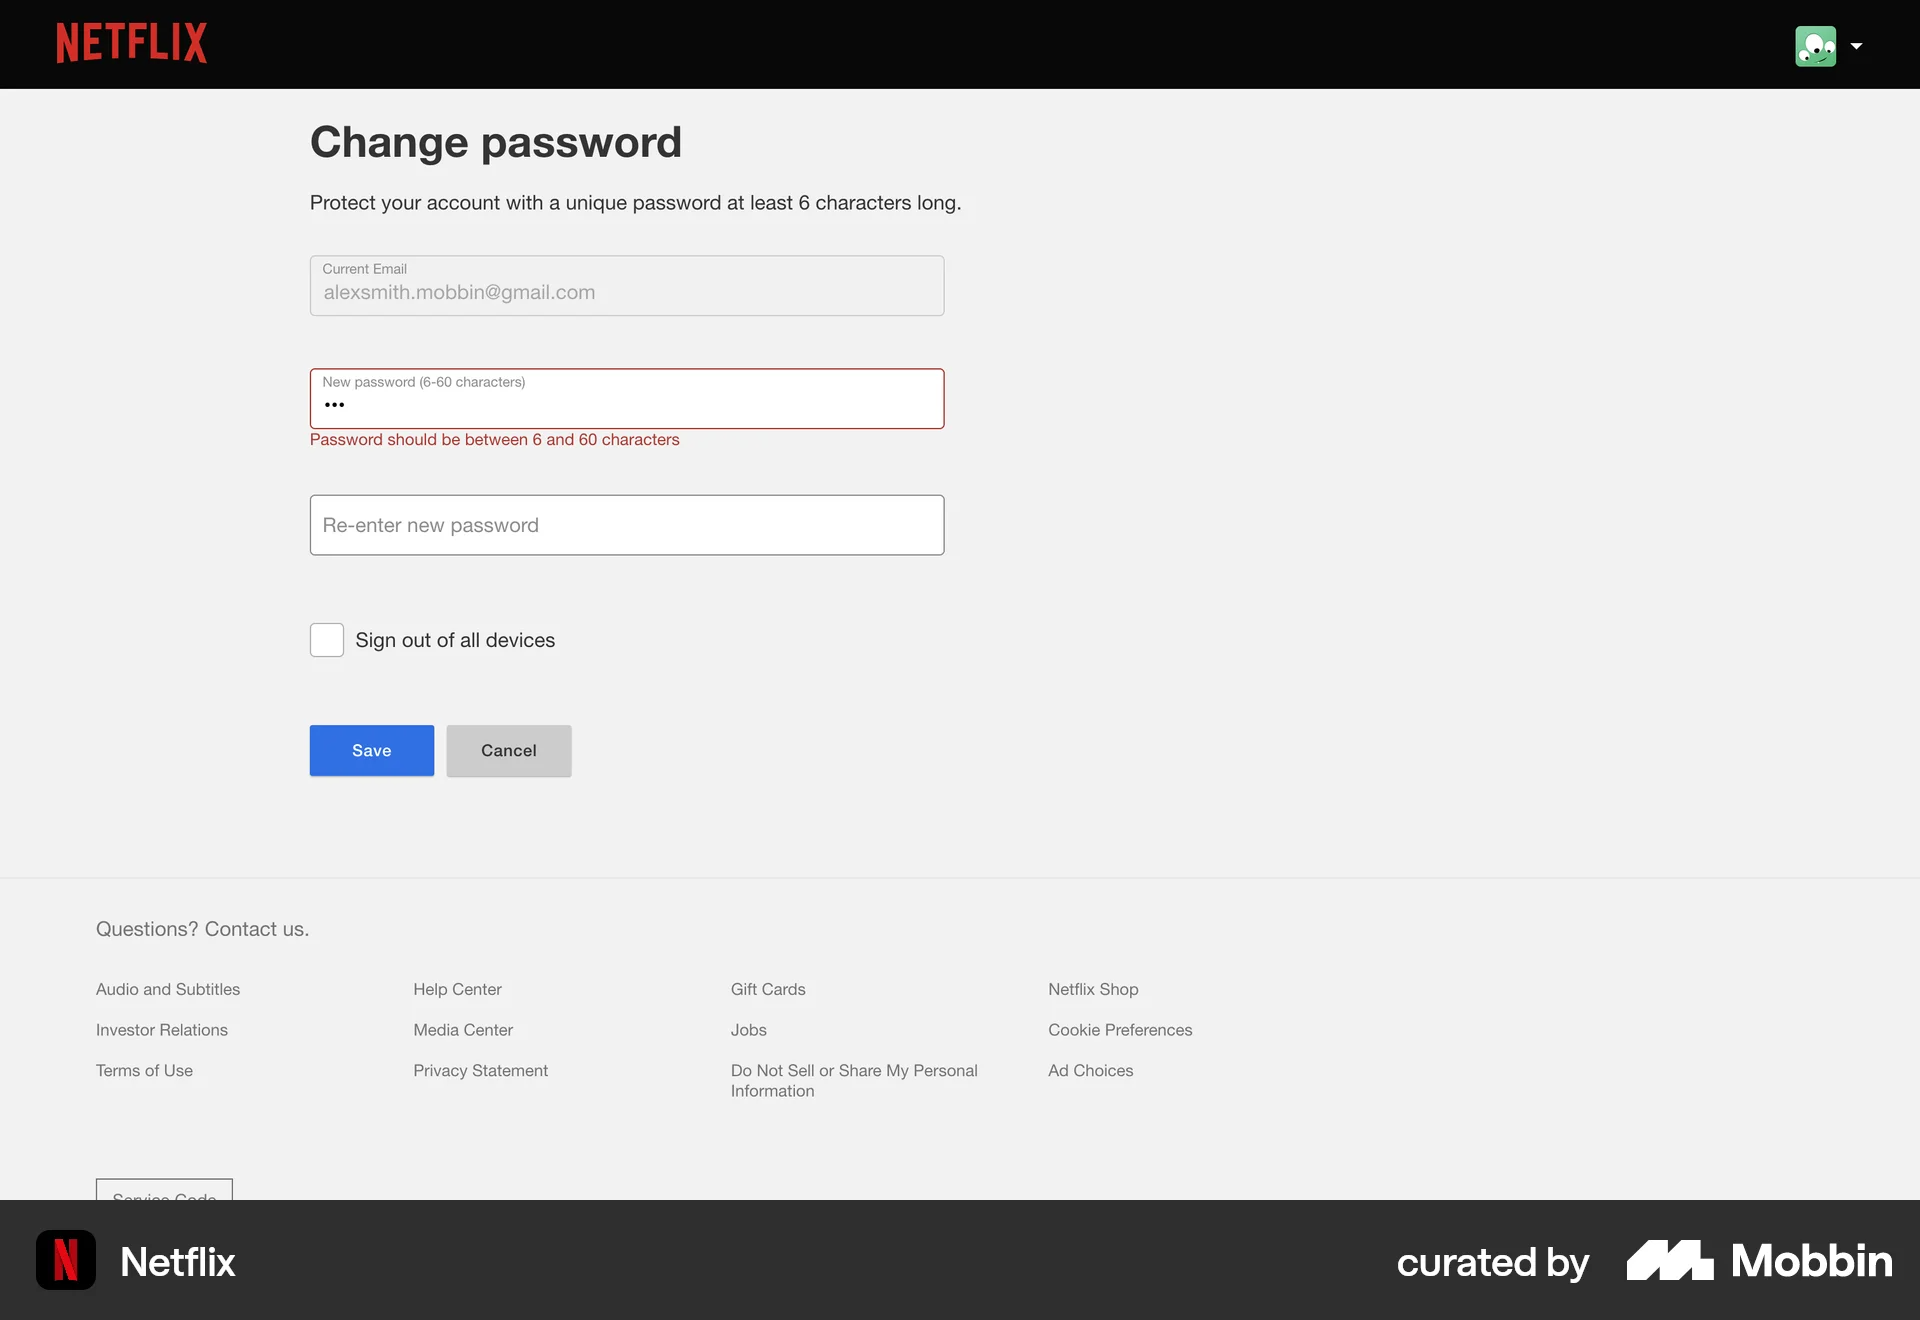 NETFLIX
Change password
Protect your account with a unique password at least 6 characters long.
Current Email
alexsmith.mobbin@gmail.com
New password (6-60 characters)
•••
Password should be between 6 and 60 characters
Re-enter new password
Sign out of all devices
Save
Cancel
Questions? Contact us.
Audio and Subtitles
Help Center
Gift Cards
Netflix Shop
Investor Relations
Media Center
Jobs
Cookie Preferences
Terms of Use
Privacy Statement
Do Not Sell or Share My Personal
Information
Ad Choices
Service Code
N
Netflix
curated by
Mobbin